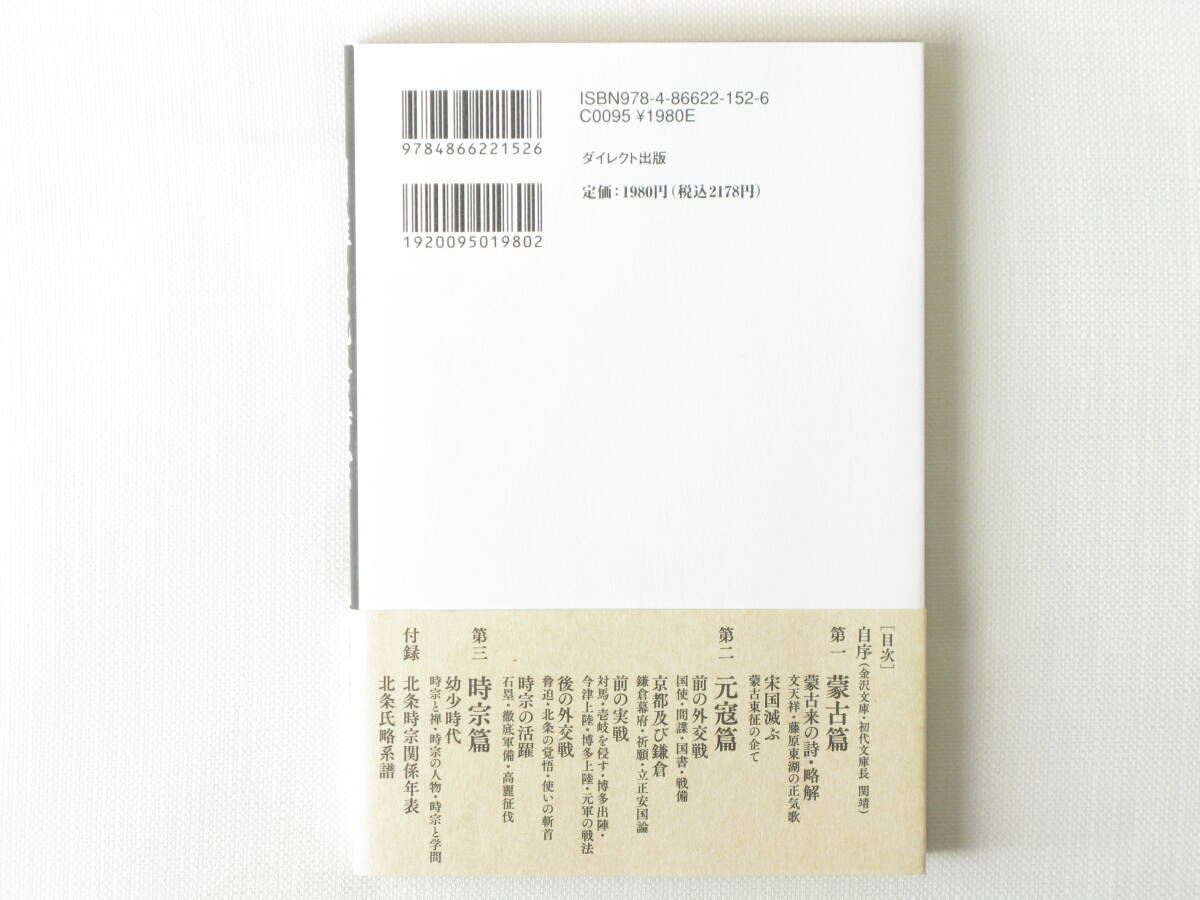 ISBN978-4-86622-152-6
C0095 ¥1980E
9784866221526
ダイレクト出版
定価：1980円（税込2178円）
1920095019802
［目次］
自序（金沢文庫・初代文庫長 関靖）
第一 蒙古篇
蒙古来の詩・略解
文天祥・藤原東湖の正気歌
宋国滅ぶ
蒙古東征の企て
第二 元寇篇
前の外交戦
国使・間諜・国書・戦備
京都及び鎌倉
鎌倉幕府・祈願・立正安国論
前の実戦
対馬・壱岐を侵す・博多出陣・
今津上陸・博多上陸・元軍の戦法
後の外交戦
脅迫・北条の覚悟・使いの斬首
時宗の活躍
石塁・徹底軍備・高麗征伐
第三 時宗篇
幼少時代
時宗と禅・時宗の人物・時宗と学問
付録 北条時宗関係年表
北条氏略系譜